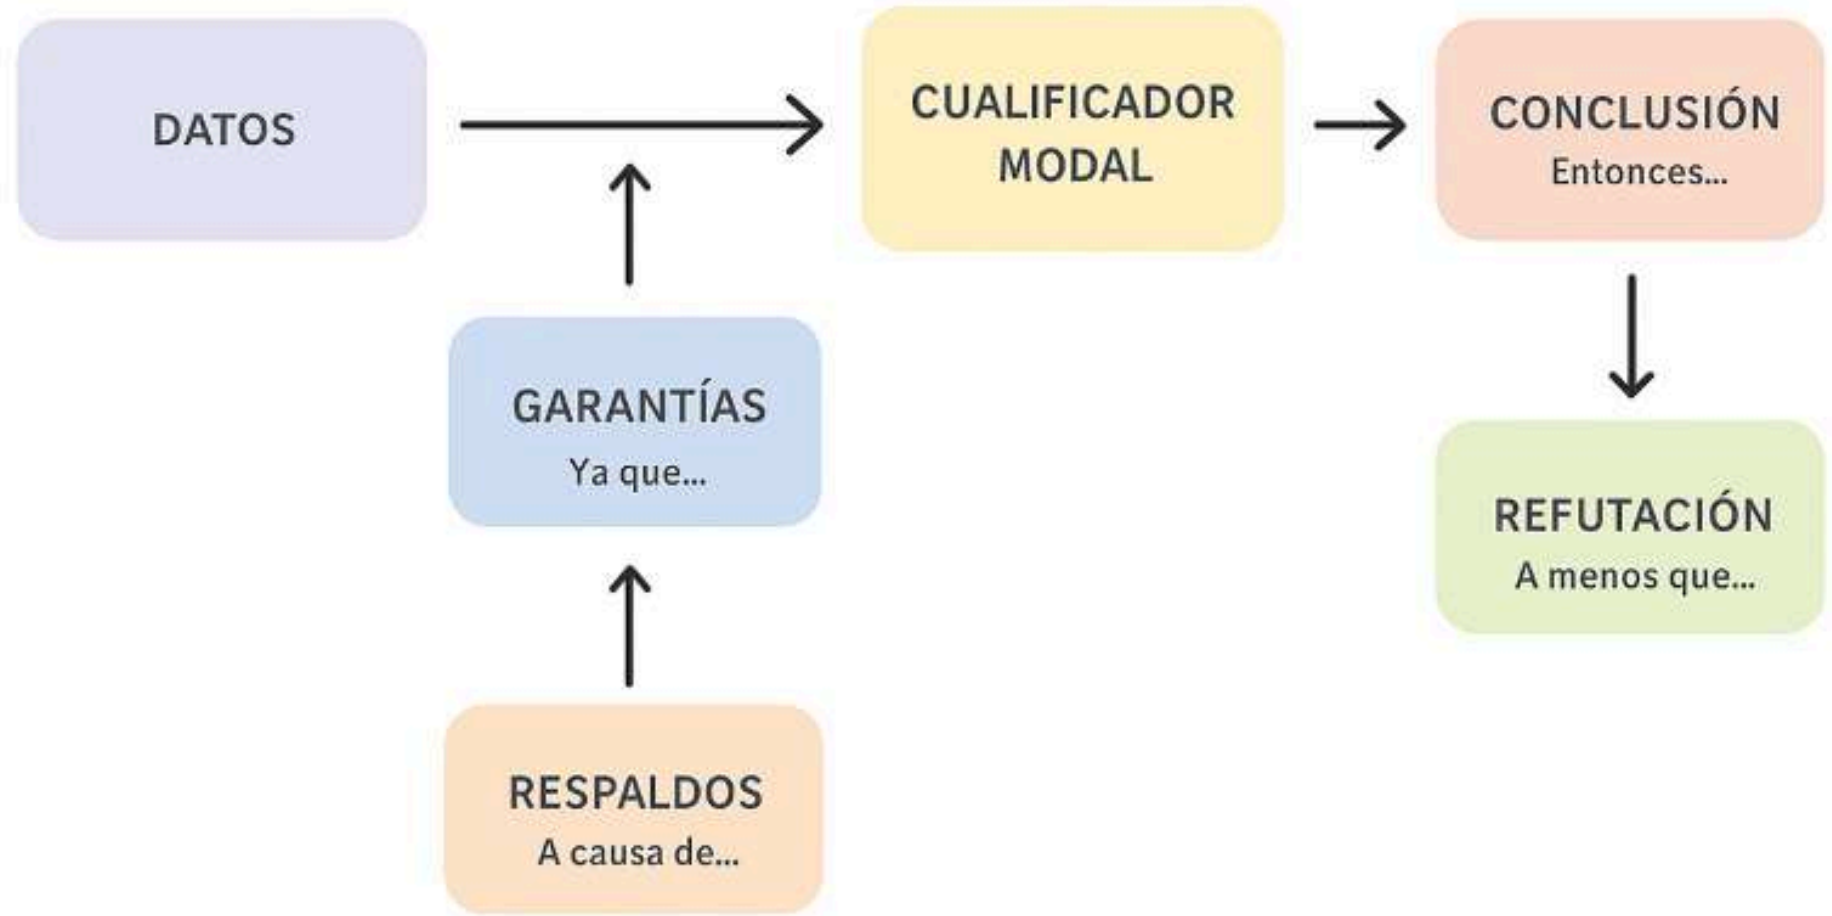 DATOS
CUALIFICADOR
MODAL
CONCLUSIÓN
Entonces...
GARANTÍAS
Ya que...
REFUTACIÓN
A menos que...
RESPALDOS
A causa de...